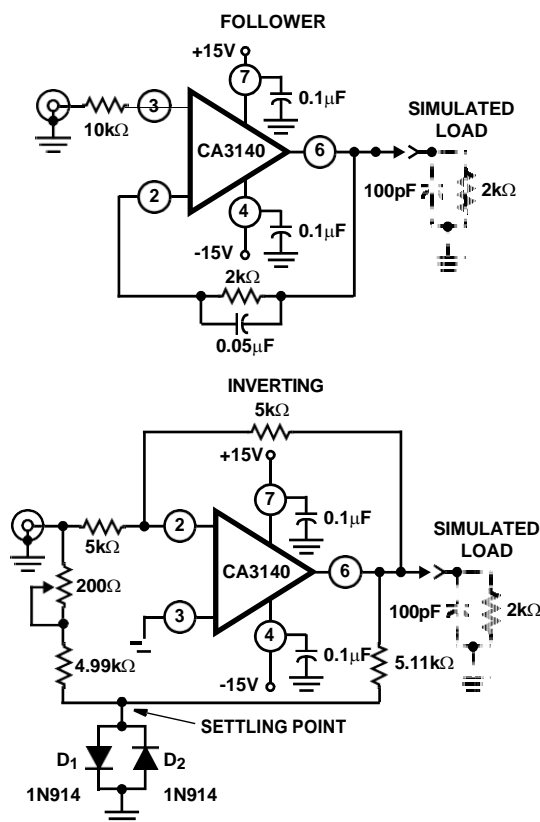 FOLLOWER
+15V
7
0.1μF
SIMULATED
LOAD
3
10kΩ
CA3140
6
100pF
2kΩ
2
4
0.1μF
-15V
2kΩ
0.05μF
INVERTING
5kΩ
+15V
7
0.1μF
SIMULATED
LOAD
5kΩ
2
200Ω
CA3140
6
100pF
2kΩ
3
4
0.1μF
5.11kΩ
4.99kΩ
-15V
SETTLING POINT
D1
D2
1N914
1N914